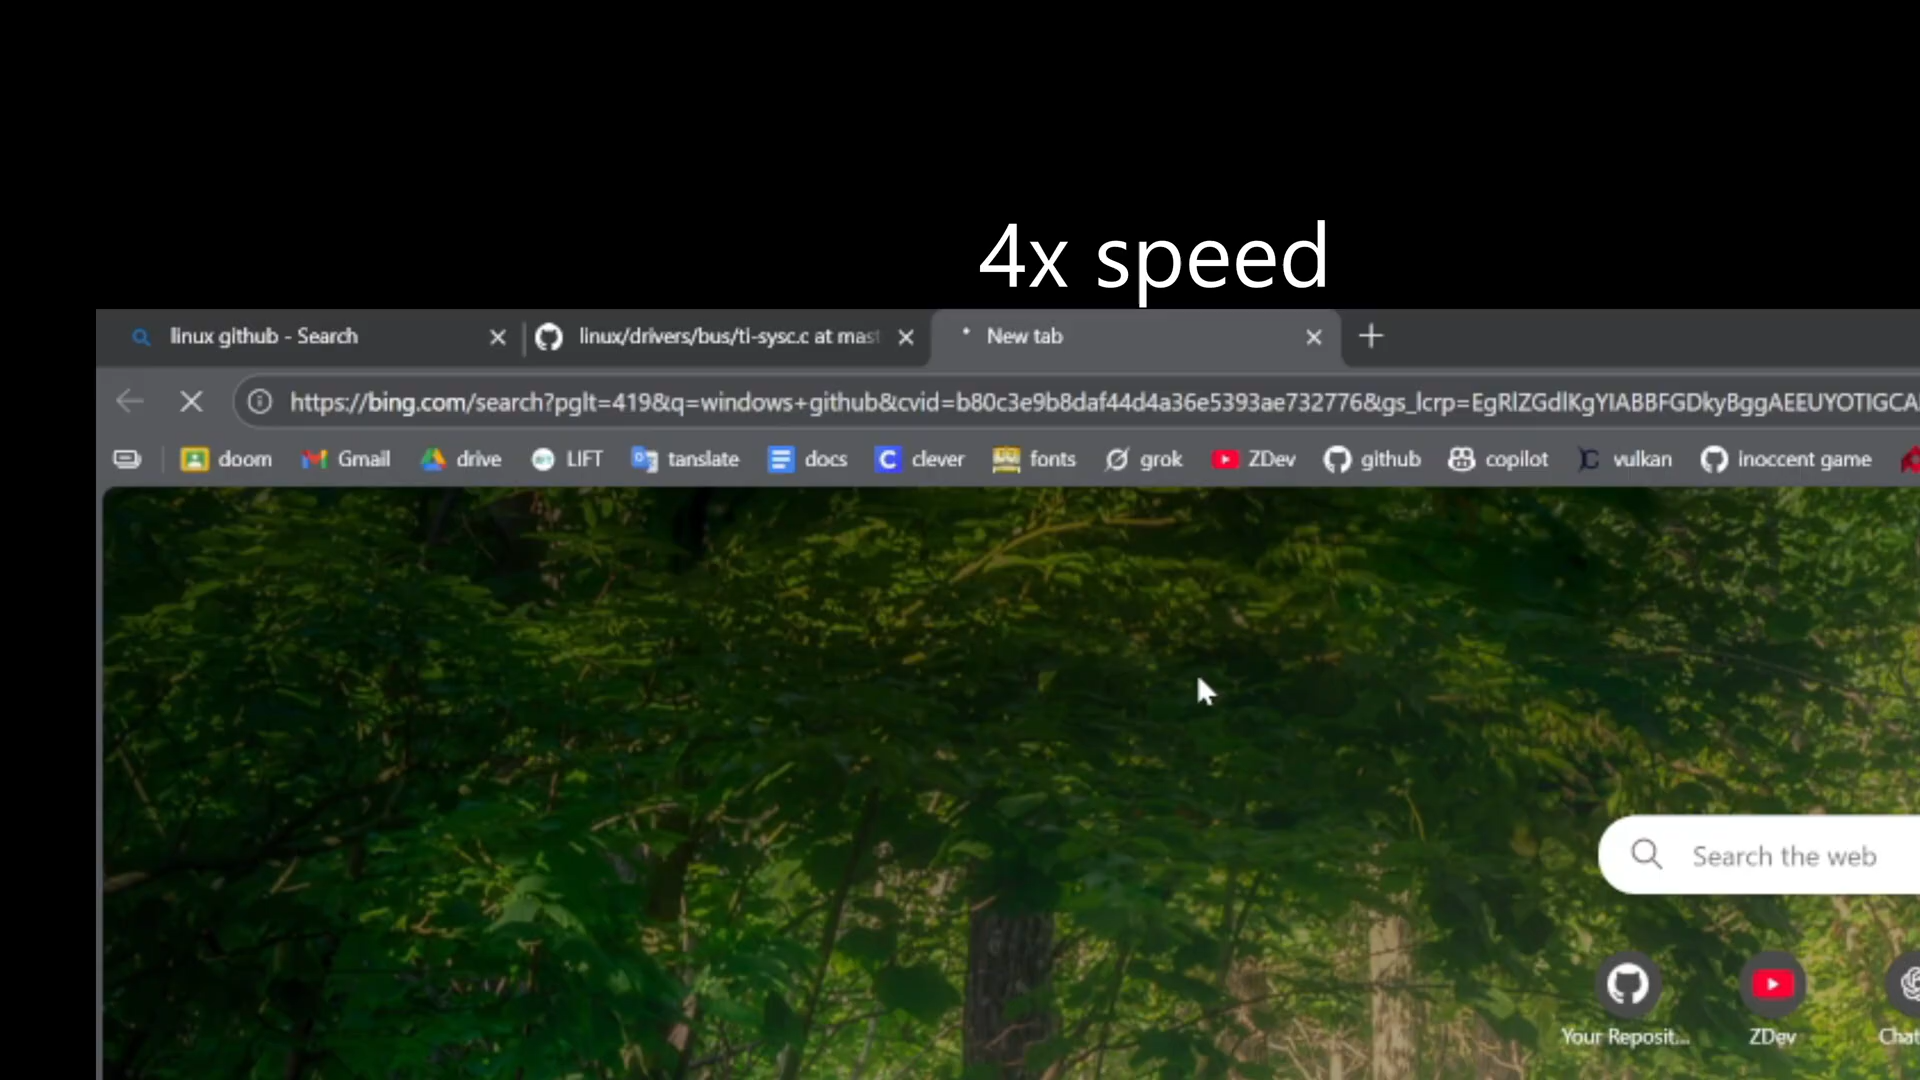 4x speed
linux github - Search
linux/drivers/bus/ti-sysc.c at mast
New tab
https://bing.com/search?pglt=419&q=windows+github&cvid=b80c3e9b8daf44d4a36e5393ae732776&gs_lcrp=EgRlZGdlKgYIABBFGDkyBggAEEUYOTIGCA
doom Gmail drive LIFT tanslate docs clever fonts grok ZDev github copilot vulkan inoccent game
Search the web
Your Reposit... ZDev Chat